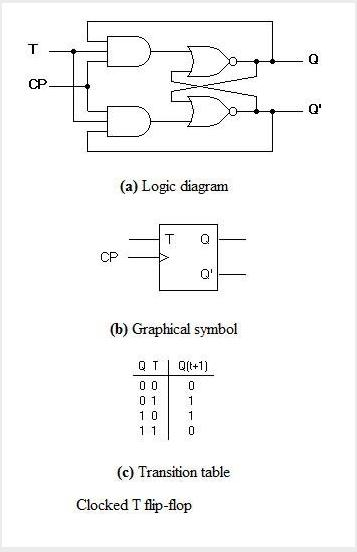 T
Q
CP
Q'
(a) Logic diagram
T Q
CP
Q'
(b) Graphical symbol
Q T Q(t+1)
0 0 0
0 1 1
1 0 1
1 1 0
(c) Transition table
Clocked T flip-flop